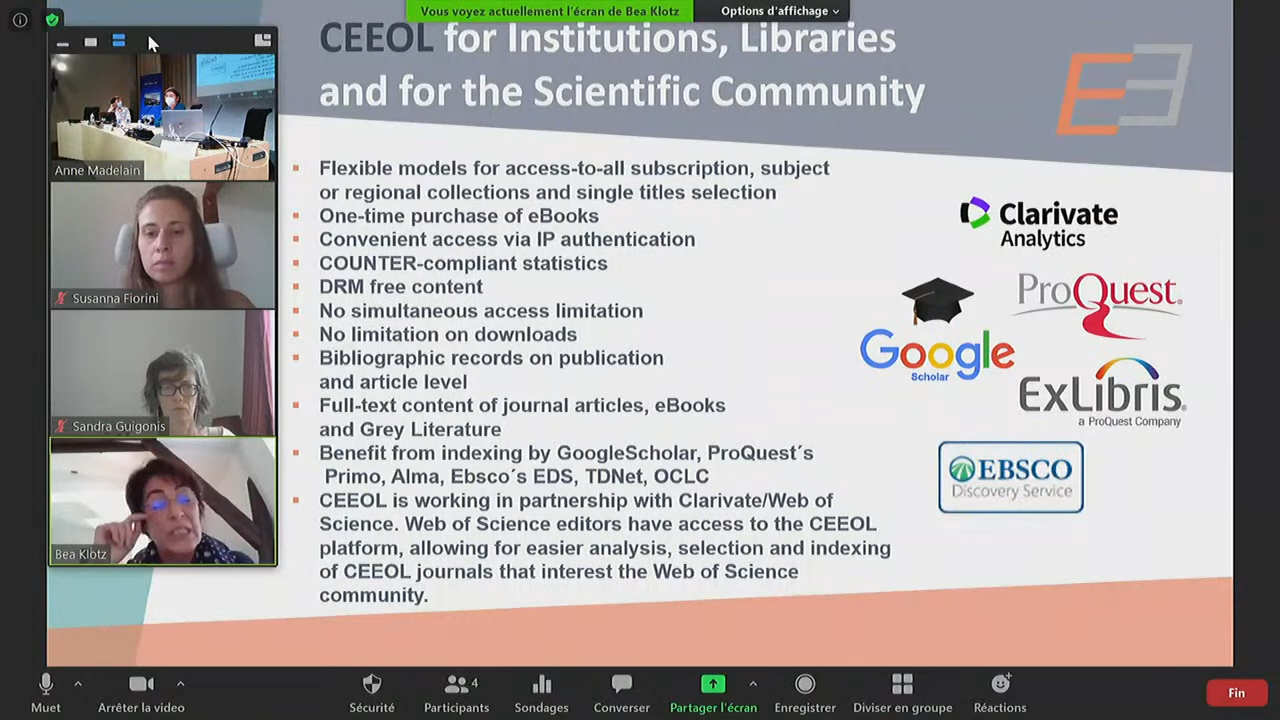 Vous voyez actuellement l'écran de Bea Klotz
Options d'affichage
CEEOL for Institutions, Libraries
and for the Scientific Community
Anne Madelain
Susanna Fiorini
Sandra Guigonis
Bea Klotz
Flexible models for access-to-all subscription, subject
or regional collections and single titles selection
One-time purchase of eBooks
Convenient access via IP authentication
COUNTER-compliant statistics
DRM free content
No simultaneous access limitation
No limitation on downloads
Bibliographic records on publication
and article level
Full-text content of journal articles, eBooks
and Grey Literature
Benefit from indexing by GoogleScholar, ProQuest´s
Primo, Alma, Ebsco´s EDS, TDNet, OCLC
CEEOL is working in partnership with Clarivate/Web of
Science. Web of Science editors have access to the CEEOL
platform, allowing for easier analysis, selection and indexing
of CEEOL journals that interest the Web of Science
community.
Clarivate
Analytics
ProQuest
Google
Scholar
ExLibris
a ProQuest Company
EBSCO
Discovery Service
Muet
Arrêter la video
Sécurité
4
Participants
Sondages
Converser
Partager l'écran
Enregistrer
Diviser en groupe
Réactions
Fin